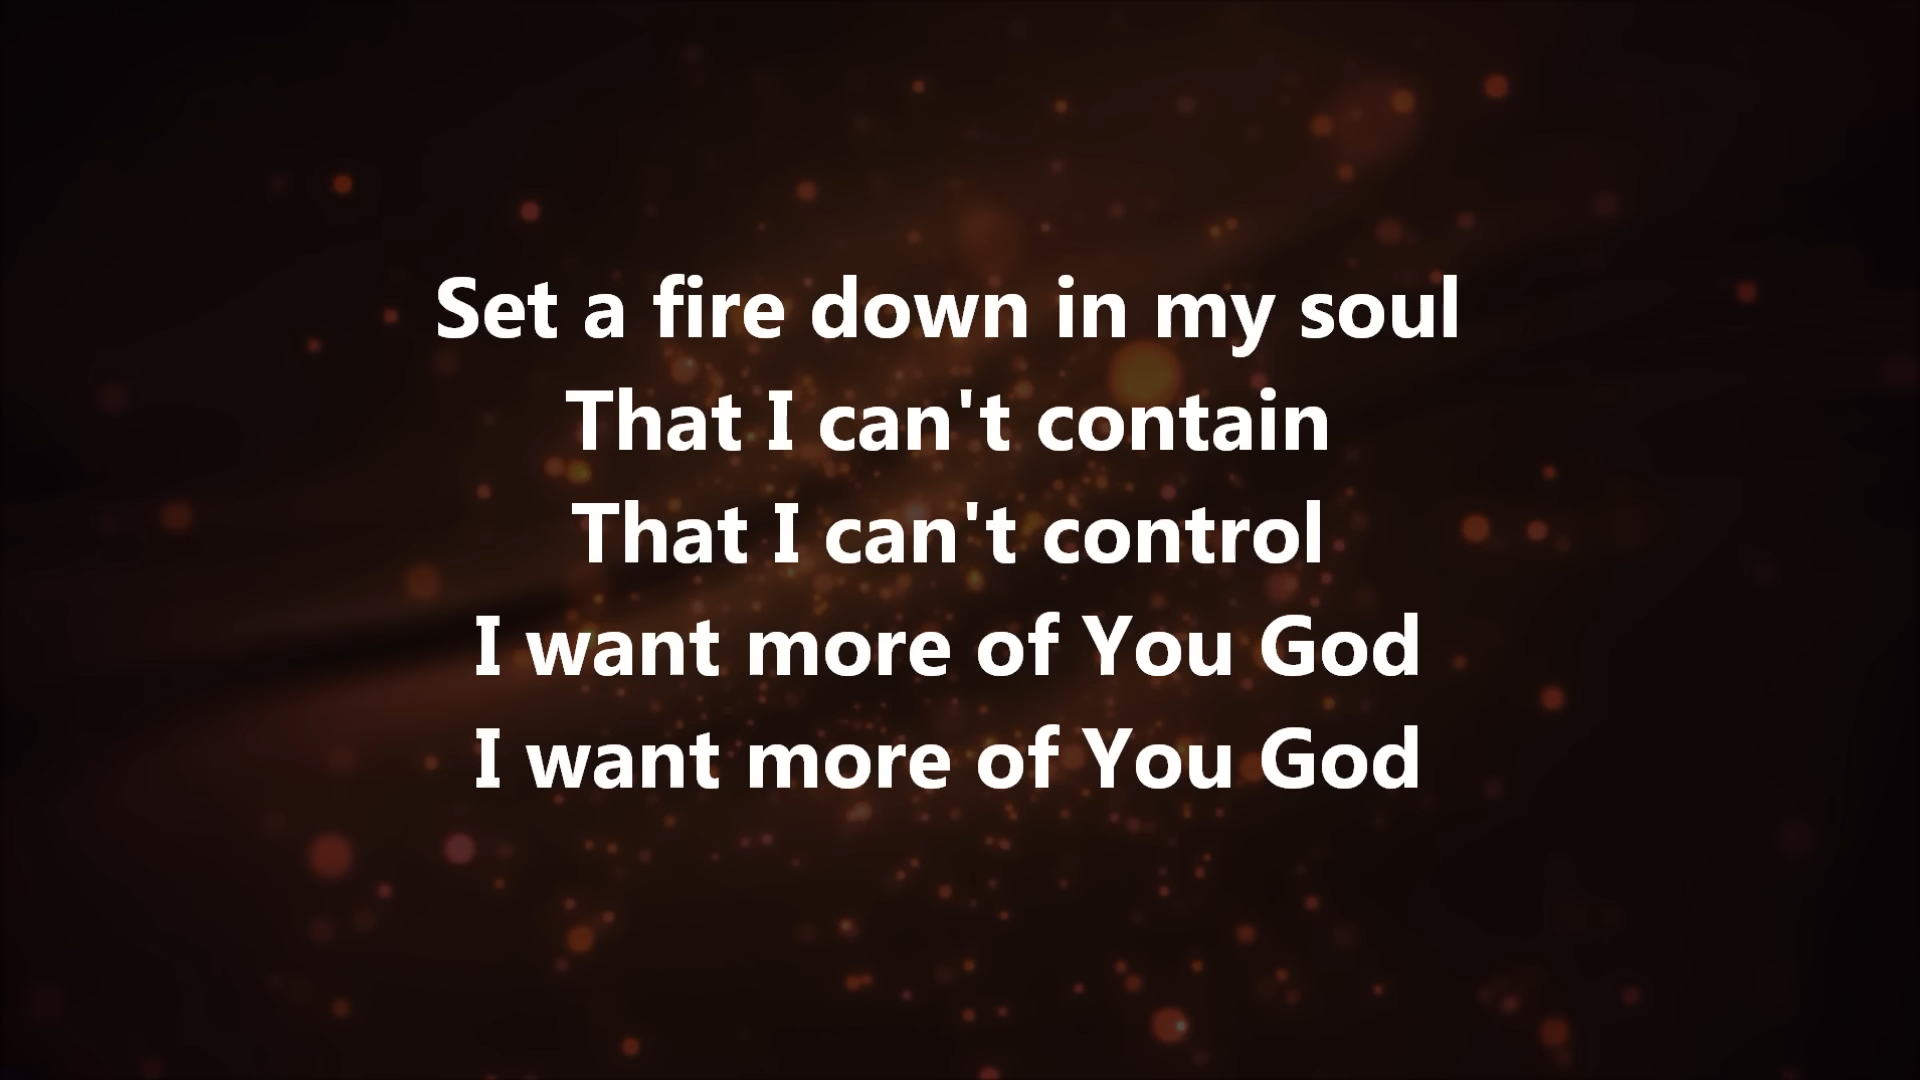 Set a fire down in my soul
That I can't contain
That I can't control
I want more of You God
I want more of You God